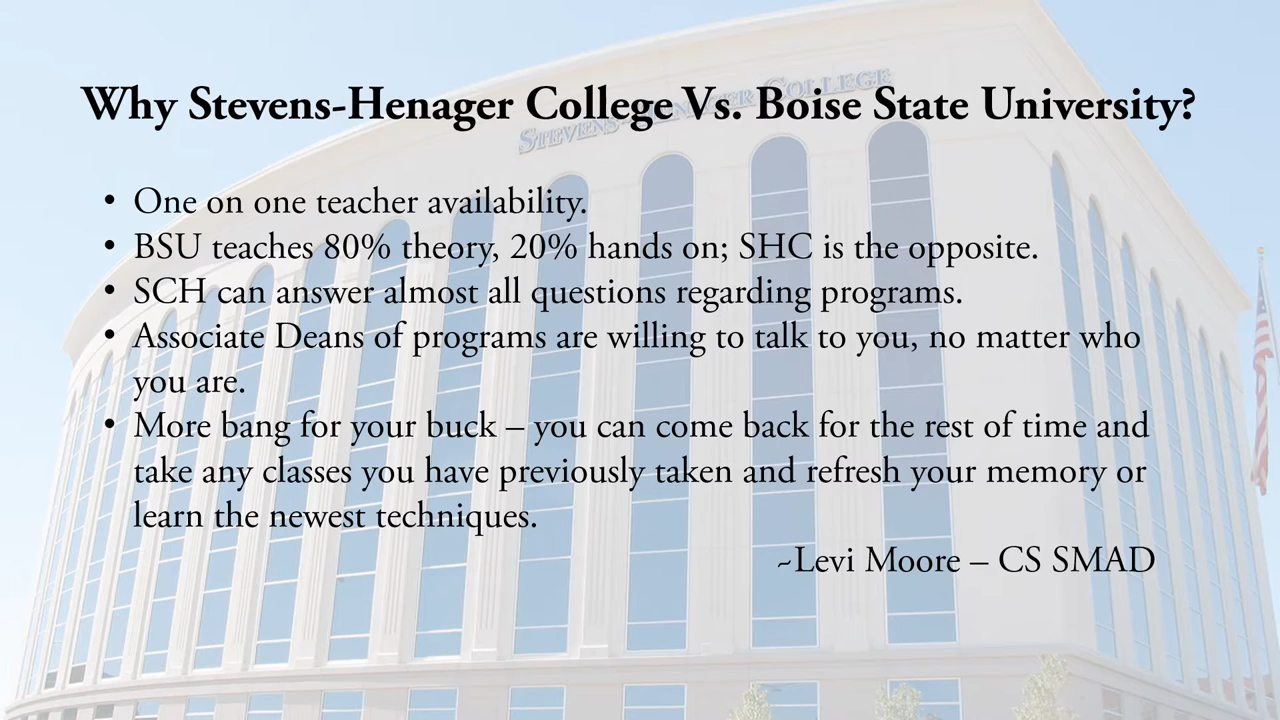 Why Stevens-Henager College Vs. Boise State University?
STEVENS-HENAGER COLLEGE
• One on one teacher availability.
• BSU teaches 80% theory, 20% hands on; SHC is the opposite.
• SCH can answer almost all questions regarding programs.
• Associate Deans of programs are willing to talk to you, no matter who
you are.
• More bang for your buck – you can come back for the rest of time and
take any classes you have previously taken and refresh your memory or
learn the newest techniques.
~Levi Moore – CS SMAD